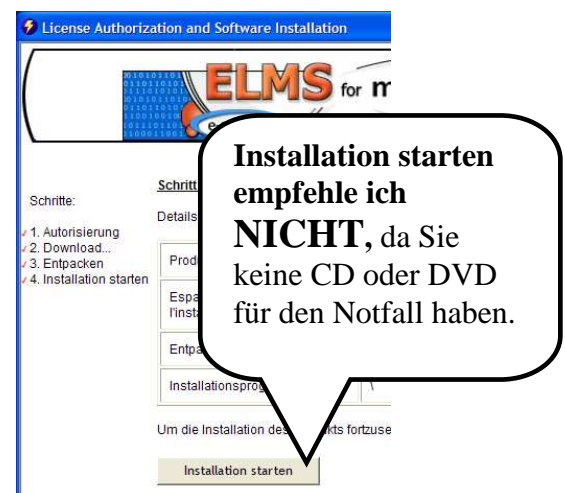 License Authorization and Software Installation
ELMS for
Installation starten
empfehle ich
NICHT, da Sie
keine CD oder DVD
für den Notfall haben.
Schritte:
1. Autorisierung
2. Download...
3. Entpacken
4. Installation starten
Schritt
Details
Prod
Espa
l'insta
Entpa
Installationsprog
Um die Installation des kts fortzuse
Installation starten